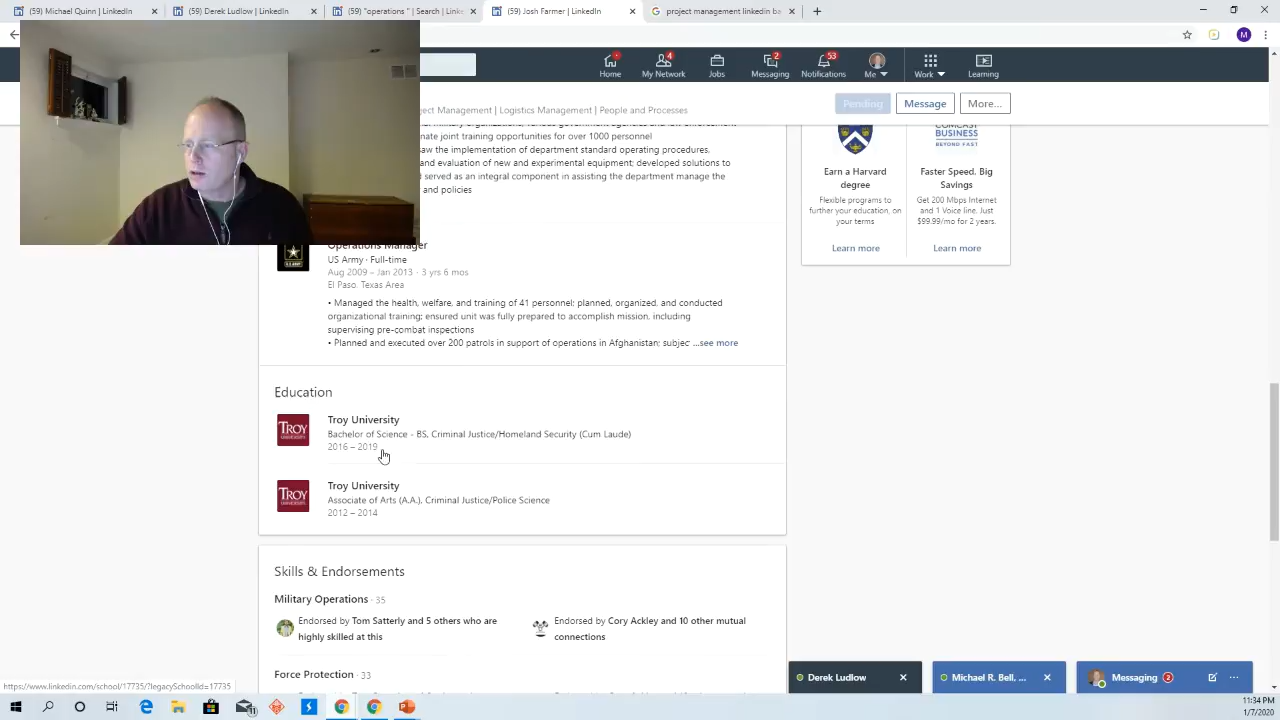 (59) Michael Quinn | LinkedIn
(59) Derek Ludlow | LinkedIn
(59) "operations " | Search | Link
Jason Farmer | LinkedIn
M
Home
4
My Network
Jobs
2
Messaging
53
Notifications
Me
Work
Learning
ject Management | Logistics Management | People and Processes
Pending
Message
More...
nate joint training opportunities for over 1000 personnel
saw the implementation of department standard operating procedures,
and evaluation of new and experimental equipment; developed solutions to
served as an integral component in assisting the department manage the
and policies
Operations Manager
US Army · Full-time
Aug 2009 – Jan 2013 · 3 yrs 6 mos
El Paso, Texas Area
• Managed the health, welfare, and training of 41 personnel; planned, organized, and conducted
organizational training; ensured unit was fully prepared to accomplish mission, including
supervising pre-combat inspections
• Planned and executed over 200 patrols in support of operations in Afghanistan; subjec ...see more
Education
TROY
UNIVERSITY
Troy University
Bachelor of Science - BS, Criminal Justice/Homeland Security (Cum Laude)
2016 – 2019
TROY
UNIVERSITY
Troy University
Associate of Arts (A.A.), Criminal Justice/Police Science
2012 – 2014
Skills & Endorsements
Military Operations · 35
Endorsed by Tom Satterly and 5 others who are
highly skilled at this
Endorsed by Cory Ackley and 10 other mutual
connections
Force Protection · 33
Earn a Harvard
degree
Flexible programs to
further your education, on
your terms
Learn more
COMCAST
BUSINESS
BEYOND FAST
Faster Speed. Big
Savings
Get 200 Mbps Internet
and 1 Voice line. Just
$99.99/mo for 2 years.
Learn more
Derek Ludlow
Michael R. Bell, ...
Messaging 2
https://www.linkedin.com/school/17735/?legacySchoolId=17735
11:34 PM
1/7/2020